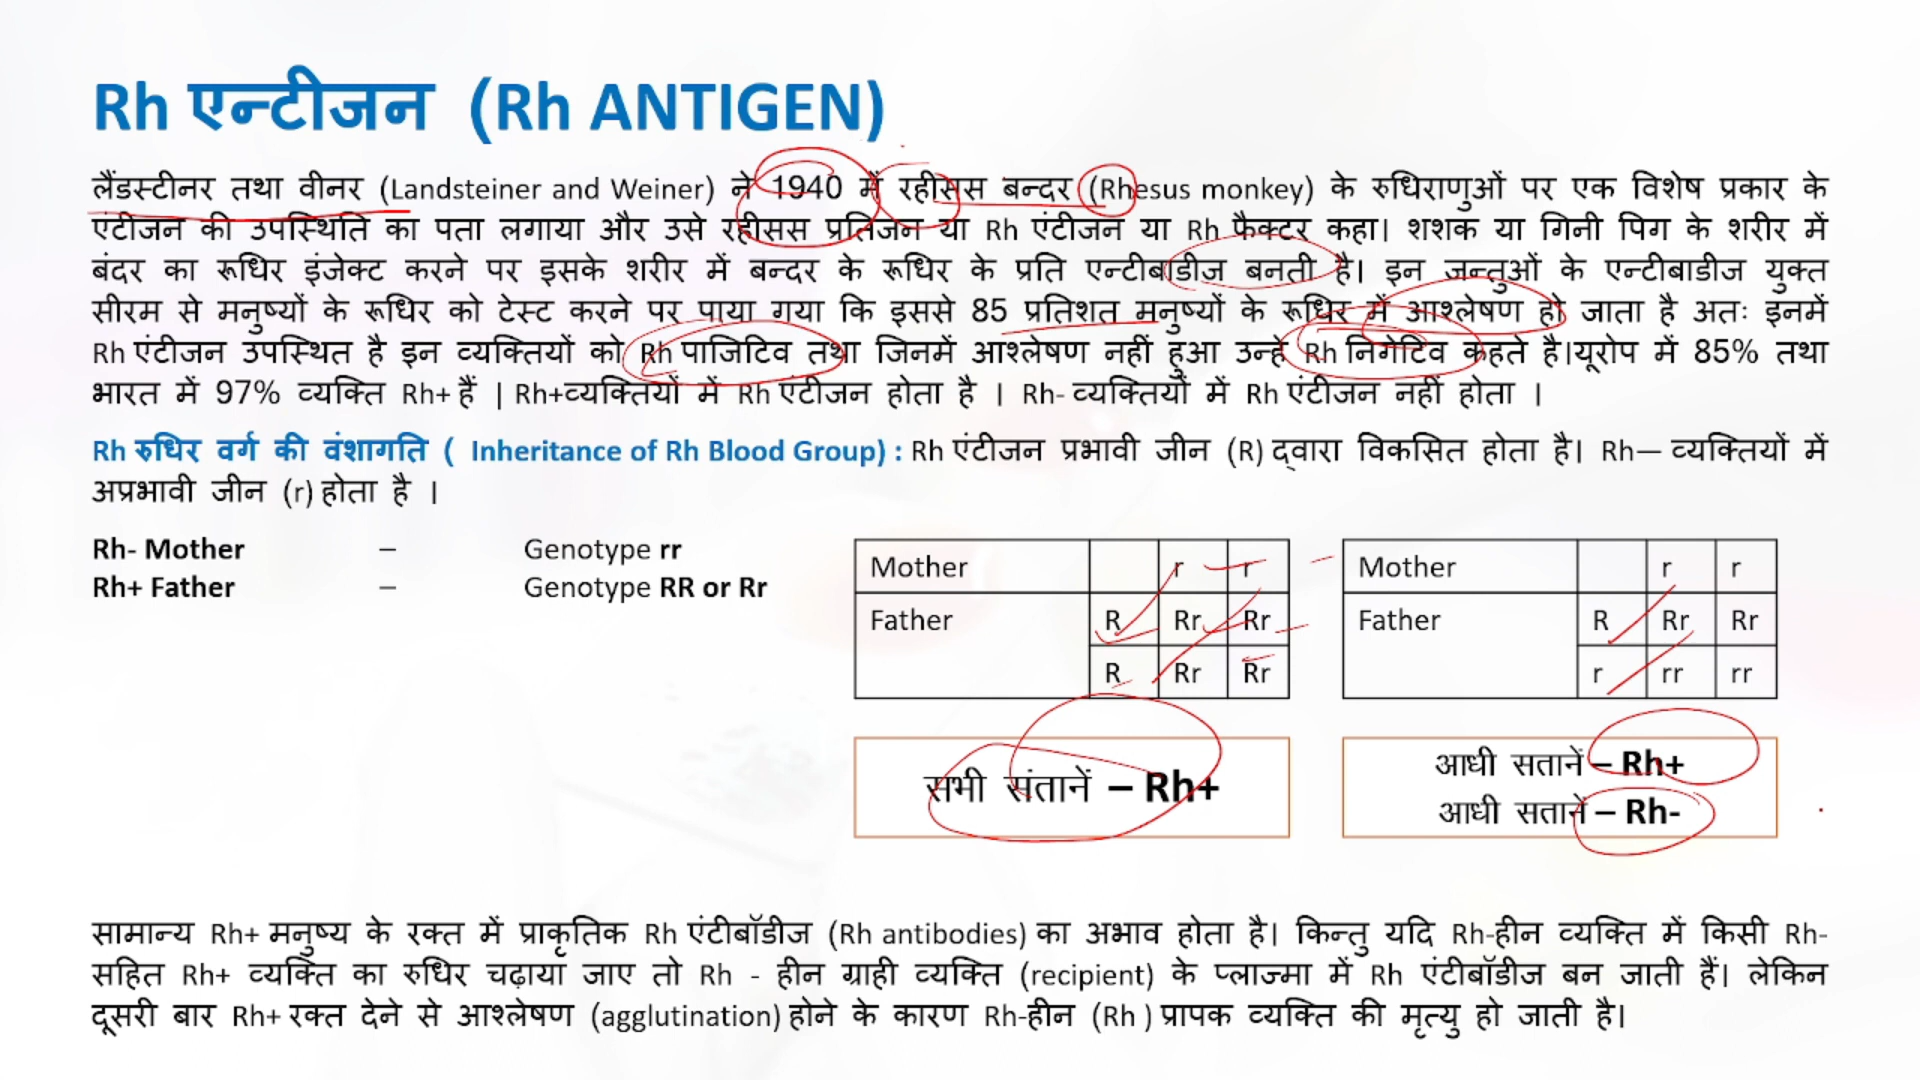 Rh एन्टीजन (Rh ANTIGEN)
लैंडस्टीनर तथा वीनर (Landsteiner and Weiner) ने 1940 में रहीसस बन्दर (Rhesus monkey) के रुधिराणुओं पर एक विशेष प्रकार के
एंटीजन की उपस्थिति का पता लगाया और उसे रहीसस प्रतिजन या Rh एंटीजन या Rh फैक्टर कहा। शशक या गिनी पिग के शरीर में
बंदर का रूधिर इंजेक्ट करने पर इसके शरीर में बन्दर के रूधिर के प्रति एन्टीबडीज बनती है। इन जन्तुओं के एन्टीबाडीज युक्त
सीरम से मनुष्यों के रूधिर को टेस्ट करने पर पाया गया कि इससे 85 प्रतिशत मनुष्यों के रूधिर में आश्लेषण हो जाता है अतः इनमें
Rh एंटीजन उपस्थित है इन व्यक्तियों को Rh पाजिटिव तथा जिनमें आश्लेषण नहीं हुआ उन्हे Rh निगेटिव कहते है।यूरोप में 85% तथा
भारत में 97% व्यक्ति Rh+ हैं | Rh+व्यक्तियों में Rh एंटीजन होता है | Rh- व्यक्तियों में Rh एंटीजन नहीं होता |
Rh रुधिर वर्ग की वंशागति ( Inheritance of Rh Blood Group) : Rh एंटीजन प्रभावी जीन (R) द्वारा विकसित होता है। Rh— व्यक्तियों में
अप्रभावी जीन (r) होता है |
Rh- Mother – Genotype rr
Rh+ Father – Genotype RR or Rr
Mother r r
Father R Rr Rr
R Rr Rr
सभी संतानें – Rh+
Mother r r
Father R Rr Rr
r rr rr
आधी सतानें – Rh+
आधी सतानें – Rh-
सामान्य Rh+ मनुष्य के रक्त में प्राकृतिक Rh एंटीबॉडीज (Rh antibodies) का अभाव होता है। किन्तु यदि Rh-हीन व्यक्ति में किसी Rh-
सहित Rh+ व्यक्ति का रुधिर चढ़ाया जाए तो Rh - हीन ग्राही व्यक्ति (recipient) के प्लाज्मा में Rh एंटीबॉडीज बन जाती हैं। लेकिन
दूसरी बार Rh+ रक्त देने से आश्लेषण (agglutination) होने के कारण Rh-हीन (Rh ) प्रापक व्यक्ति की मृत्यु हो जाती है।